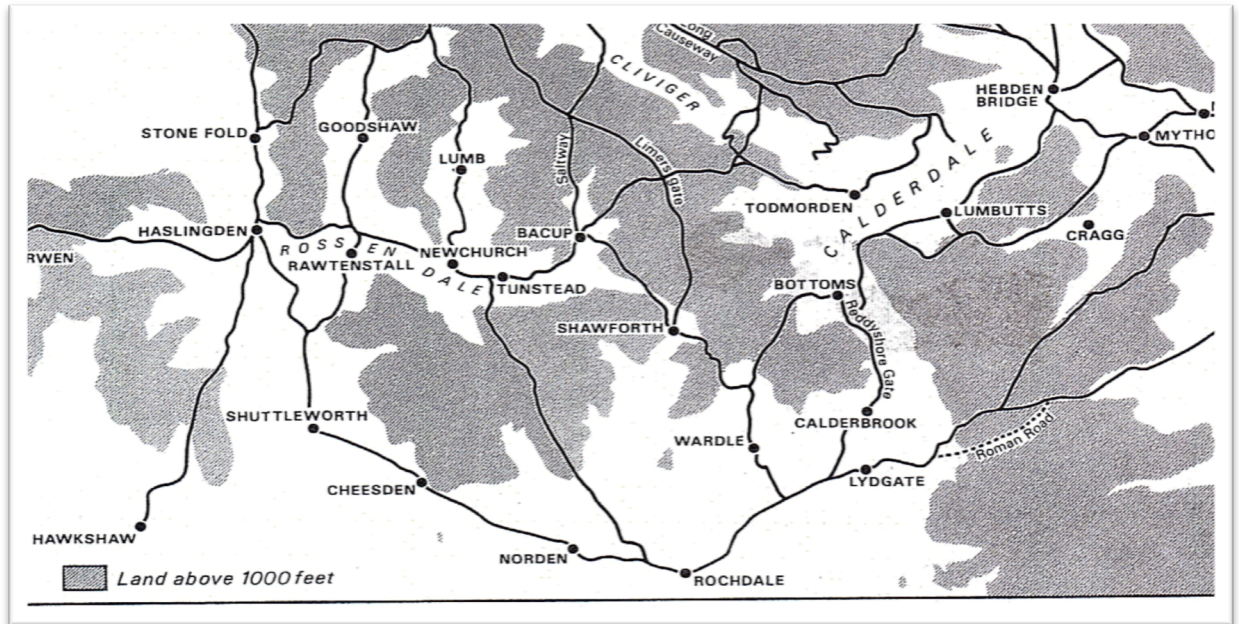 Long
Causeway
CLIVIGER
HEBDEN
BRIDGE
STONE FOLD
GOODSHAW
MYTHO
LUMB
Saltway
Limersgate
CALDERDALE
TODMORDEN
LUMBUTTS
HASLINGDEN
BACUP
CRAGG
RWEN
ROSSENDALE
RAWTENSTALL
NEWCHURCH
TUNSTEAD
BOTTOMS
SHAWFORTH
Reddyshore Gate
SHUTTLEWORTH
CALDERBROOK
WARDLE
Roman Road
LYDGATE
CHEESDEN
HAWKSHAW
NORDEN
ROCHDALE
Land above 1000 feet